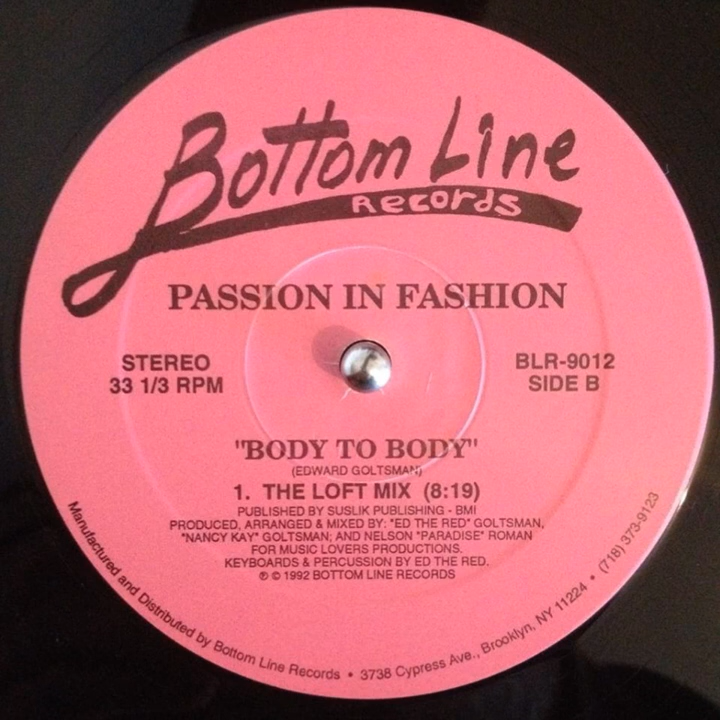 Bottom Line
Records
PASSION IN FASHION
STEREO
33 1/3 RPM
BLR-9012
SIDE B
"BODY TO BODY"
(EDWARD GOLTSMAN)
1. THE LOFT MIX (8:19)
PUBLISHED BY SUSLIK PUBLISHING - BMI
PRODUCED, ARRANGED & MIXED BY: "ED THE RED" GOLTSMAN,
"NANCY KAY" GOLTSMAN; AND NELSON "PARADISE" ROMAN
FOR MUSIC LOVERS PRODUCTIONS.
KEYBOARDS & PERCUSSION BY ED THE RED.
℗ © 1992 BOTTOM LINE RECORDS
Manufactured and Distributed by Bottom Line Records • 3738 Cypress Ave., Brooklyn, NY 11224 • (718) 373-9123